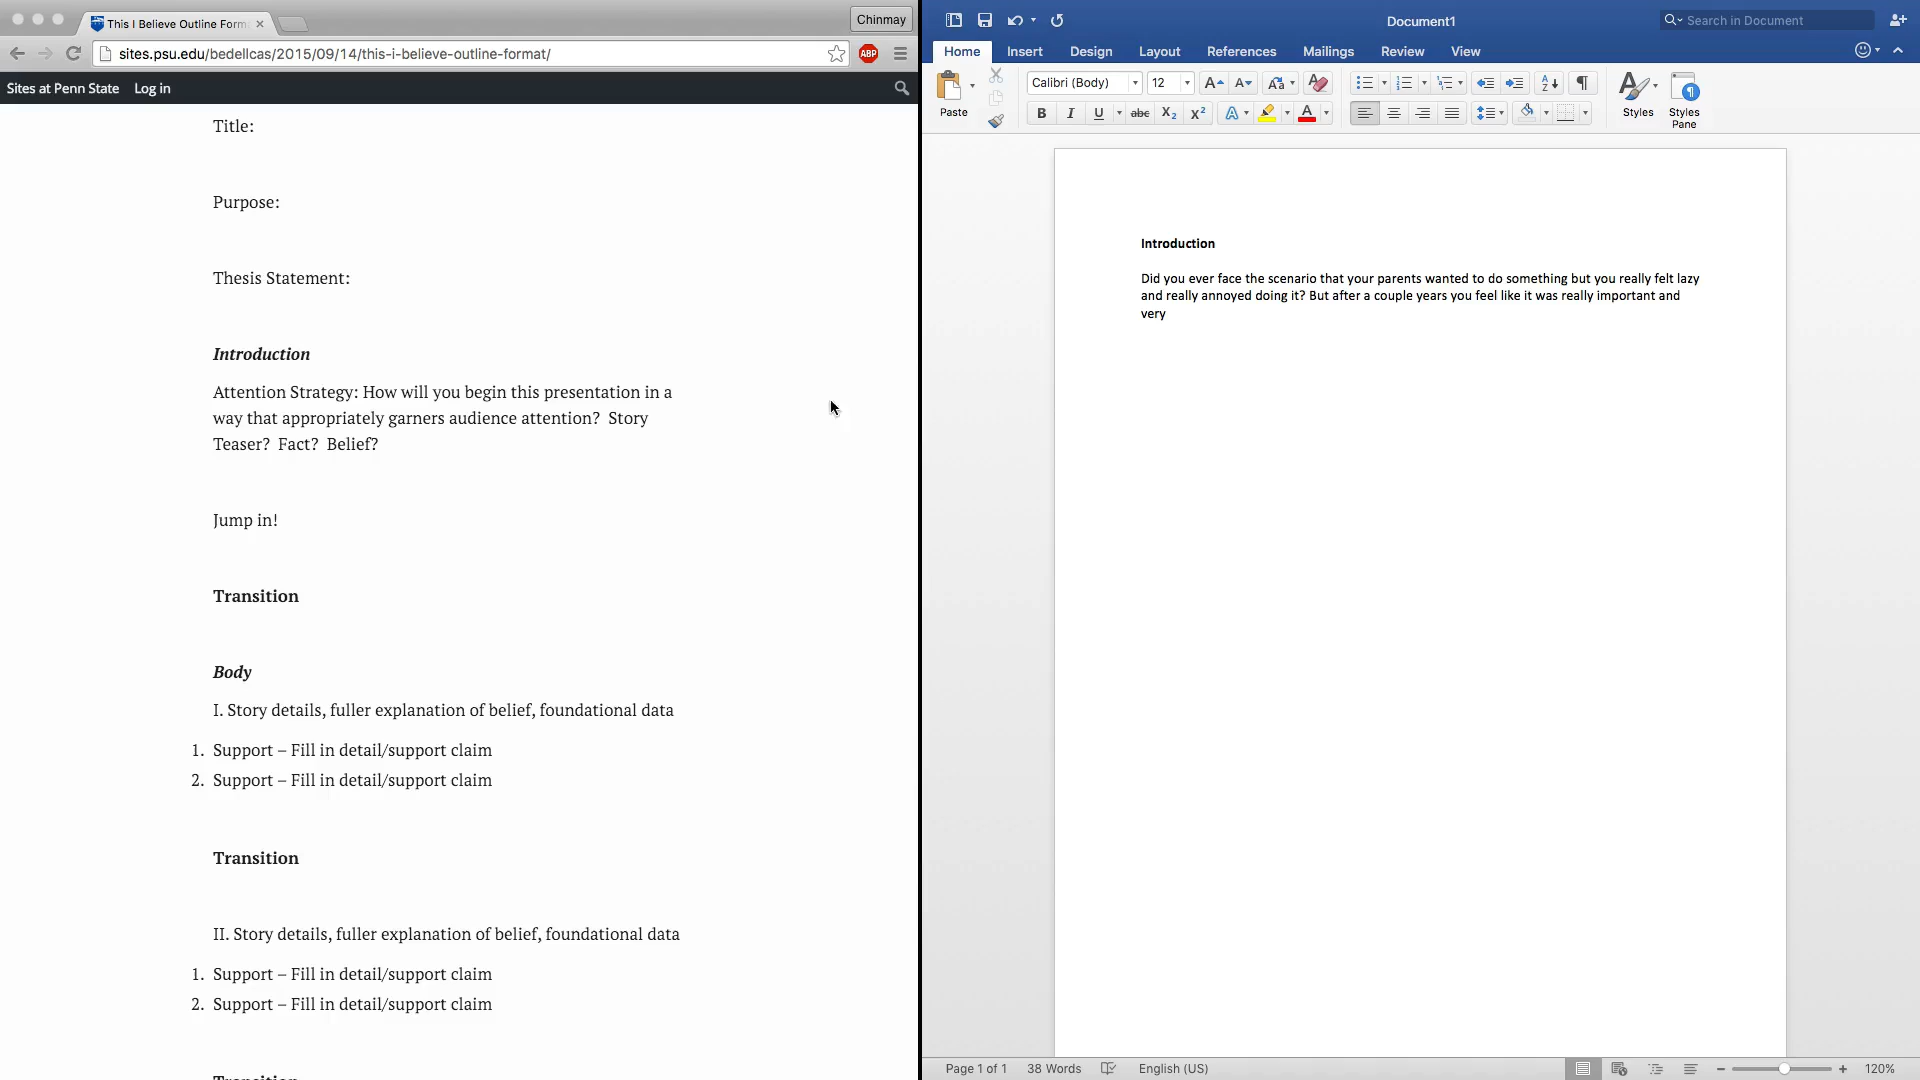 This I Believe Outline Form
Chinmay
sites.psu.edu/bedellcas/2015/09/14/this-i-believe-outline-format/
ABP
Sites at Penn State
Log in
Title:
Purpose:
Thesis Statement:
Introduction
Attention Strategy: How will you begin this presentation in a
way that appropriately garners audience attention?  Story
Teaser?  Fact?  Belief?
Jump in!
Transition
Body
I. Story details, fuller explanation of belief, foundational data
1. Support – Fill in detail/support claim
2. Support – Fill in detail/support claim
Transition
II. Story details, fuller explanation of belief, foundational data
1. Support – Fill in detail/support claim
2. Support – Fill in detail/support claim
Transition
Document1
Search in Document
Home Insert Design Layout References Mailings Review View
Paste
Calibri (Body) 12
B I U abc X2 X2 A A
Styles
Styles
Pane
Introduction
Did you ever face the scenario that your parents wanted to do something but you really felt lazy
and really annoyed doing it? But after a couple years you feel like it was really important and
very
Page 1 of 1 38 Words English (US) 120%